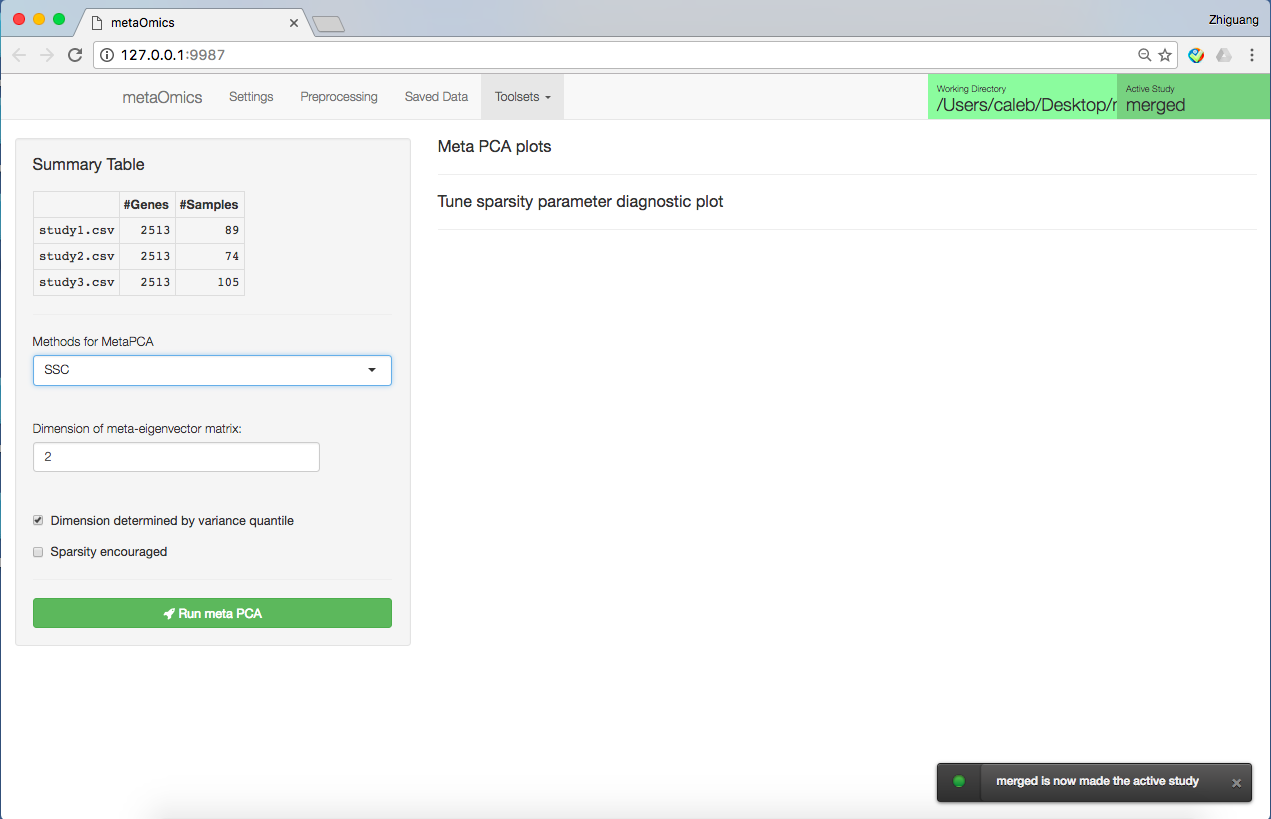 metaOmics
Zhiguang
127.0.0.1:9987
metaOmics Settings Preprocessing Saved Data Toolsets
Working Directory
/Users/caleb/Desktop/
Active Study
merged
Summary Table
#Genes #Samples
study1.csv 2513 89
study2.csv 2513 74
study3.csv 2513 105
Methods for MetaPCA
SSC
Dimension of meta-eigenvector matrix:
2
Dimension determined by variance quantile
Sparsity encouraged
Run meta PCA
Meta PCA plots
Tune sparsity parameter diagnostic plot
merged is now made the active study